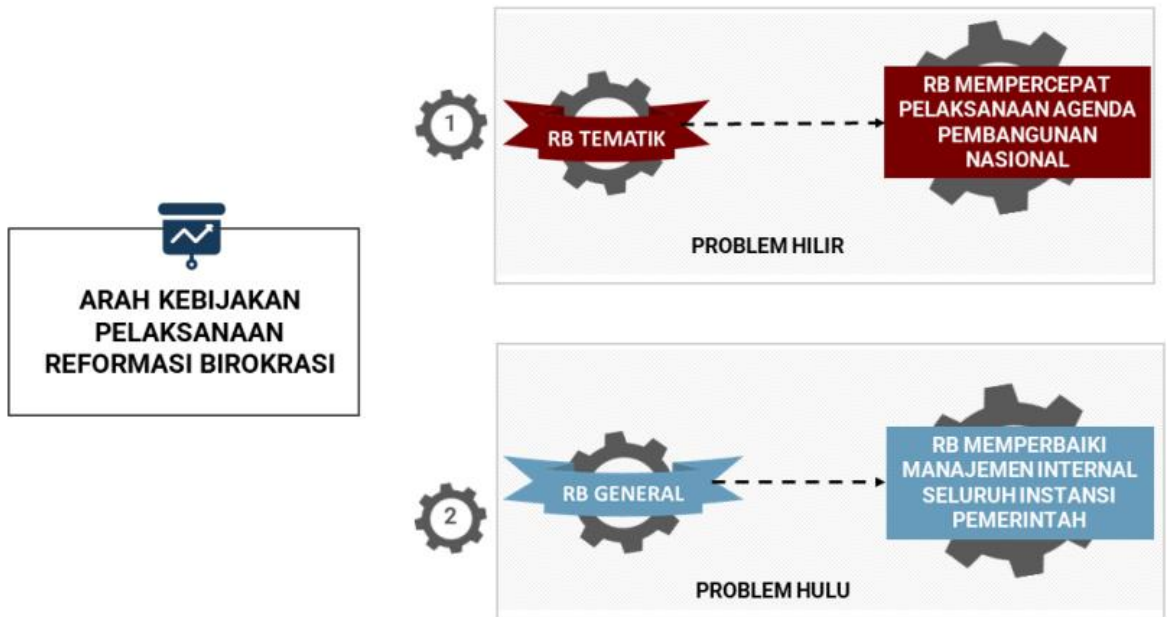 ARAH KEBIJAKAN
PELAKSANAAN
REFORMASI BIROKRASI
1
RB TEMATIK
RB MEMPERCEPAT
PELAKSANAAN AGENDA
PEMBANGUNAN
NASIONAL
PROBLEM HILIR
2
RB GENERAL
RB MEMPERBAIKI
MANAJEMEN INTERNAL
SELURUH INSTANSI
PEMERINTAH
PROBLEM HULU